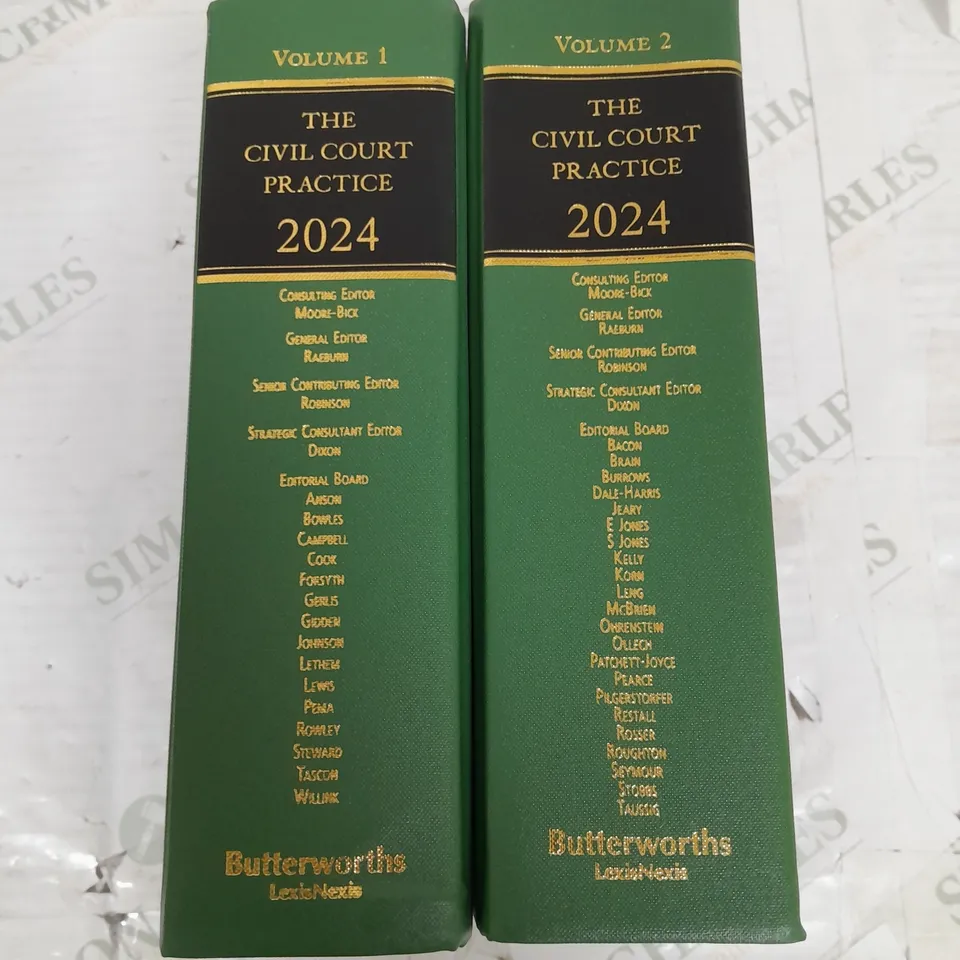 VOLUME 1
THE
CIVIL COURT
PRACTICE
2024
CONSULTING EDITOR
MOORE-BICK
GENERAL EDITOR
RAEBURN
SENIOR CONTRIBUTING EDITOR
ROBINSON
STRATEGIC CONSULTANT EDITOR
DIXON
EDITORIAL BOARD
ANSON
BOWLES
CAMPBELL
COOK
FORSYTH
GERLIS
GIDDEN
JOHNSON
LETHEM
LEWIS
PEMA
ROWLEY
STEWARD
TASCON
WILLINK
Butterworths
LexisNexis
VOLUME 2
THE
CIVIL COURT
PRACTICE
2024
CONSULTING EDITOR
MOORE-BICK
GENERAL EDITOR
RAEBURN
SENIOR CONTRIBUTING EDITOR
ROBINSON
STRATEGIC CONSULTANT EDITOR
DIXON
EDITORIAL BOARD
BACON
BRAIN
BURROWS
DALE-HARRIS
JEARY
E JONES
S JONES
KELLY
KORN
LENG
MCBRIEN
OHRENSTEIN
OLLECH
PATCHETT-JOYCE
PEARCE
PILGERSTORFER
RESTALL
ROSSER
ROUGHTON
SEYMOUR
STOBBS
TAUSSIG
Butterworths
LexisNexis